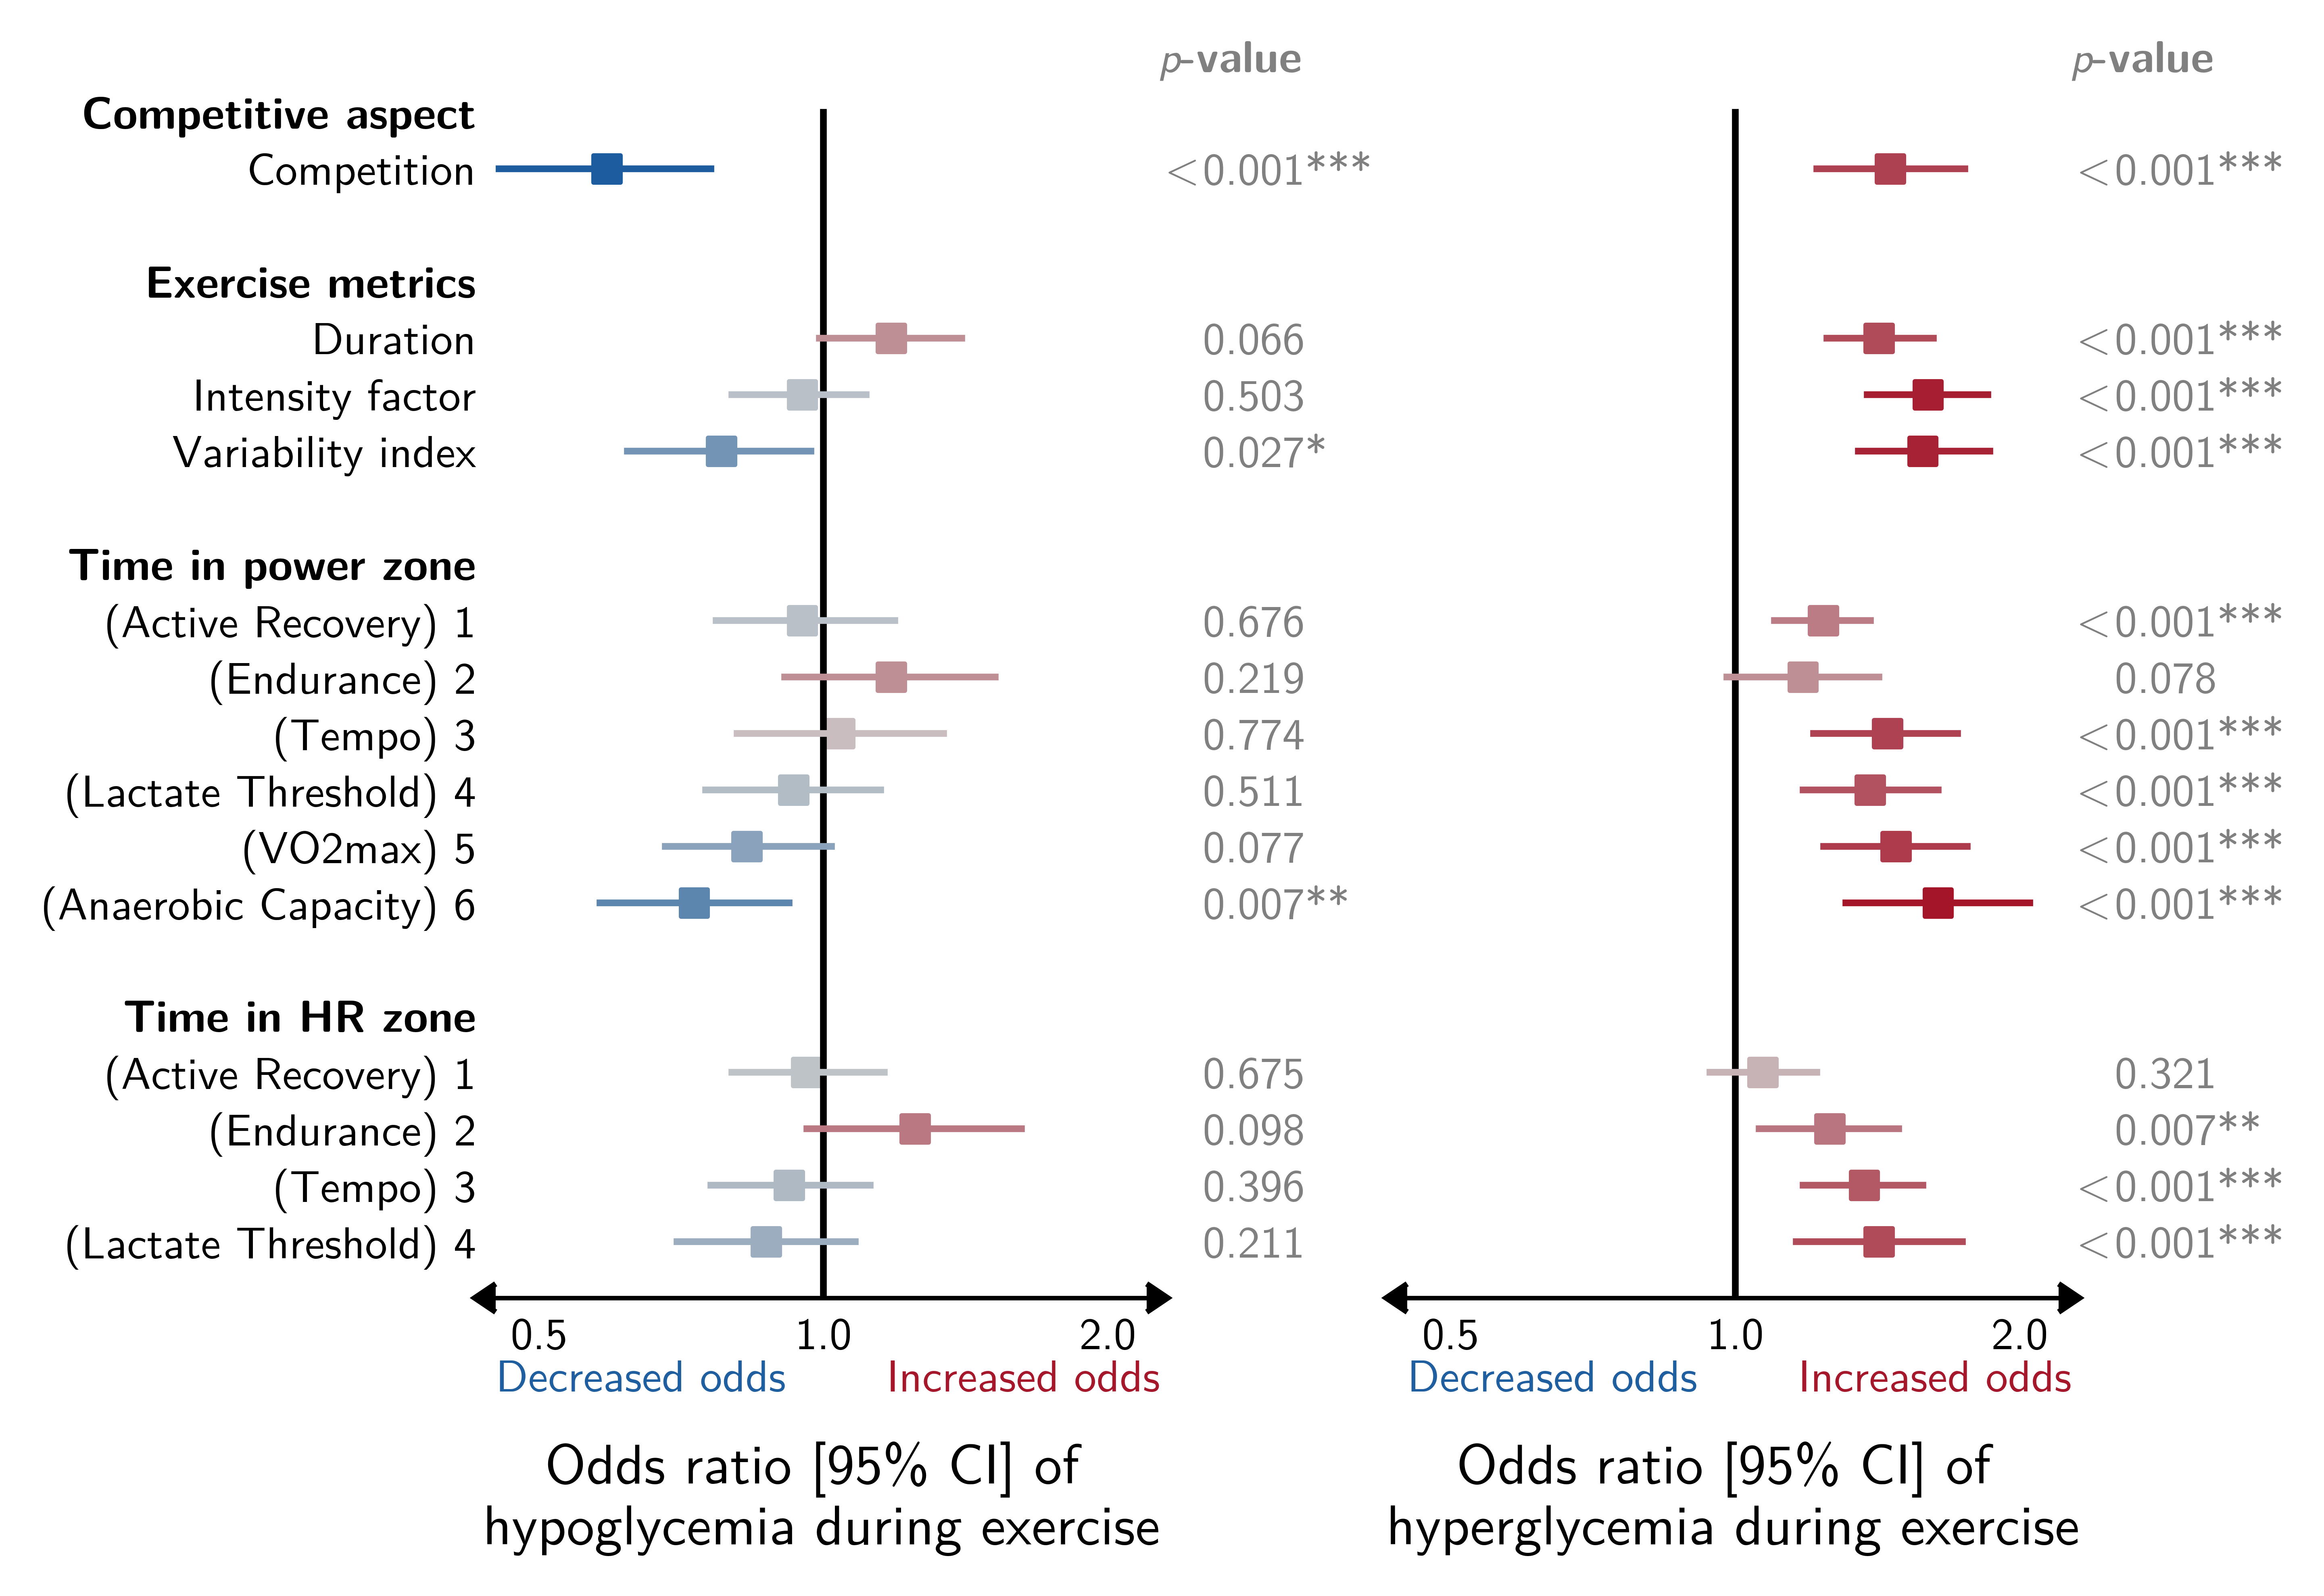 p-value p-value
Competitive aspect
Competition <0.001*** <0.001***
Exercise metrics
Duration 0.066 <0.001***
Intensity factor 0.503 <0.001***
Variability index 0.027* <0.001***
Time in power zone
(Active Recovery) 1 0.676 <0.001***
(Endurance) 2 0.219 0.078
(Tempo) 3 0.774 <0.001***
(Lactate Threshold) 4 0.511 <0.001***
(VO2max) 5 0.077 <0.001***
(Anaerobic Capacity) 6 0.007** <0.001***
Time in HR zone
(Active Recovery) 1 0.675 0.321
(Endurance) 2 0.098 0.007**
(Tempo) 3 0.396 <0.001***
(Lactate Threshold) 4 0.211 <0.001***
0.5 1.0 2.0 0.5 1.0 2.0
Decreased odds Increased odds Decreased odds Increased odds
Odds ratio [95% CI] of
hypoglycemia during exercise
Odds ratio [95% CI] of
hyperglycemia during exercise